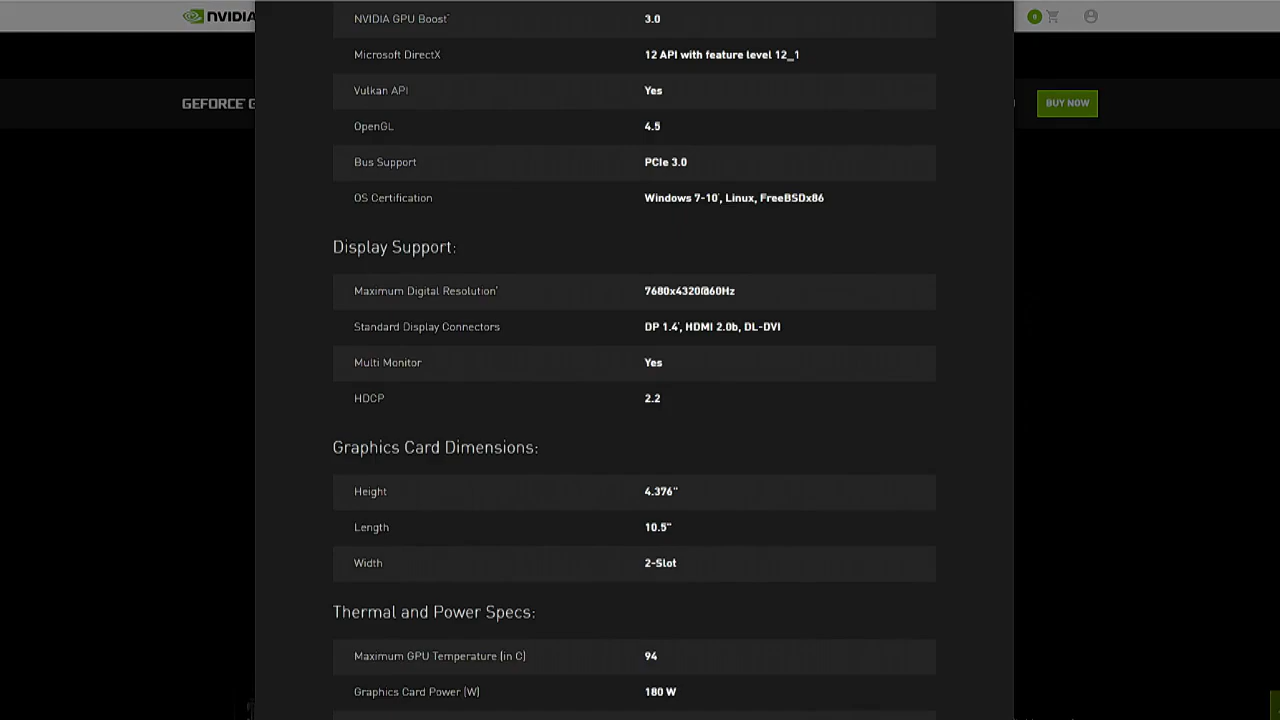 NVIDIA
0
NVIDIA GPU Boost™ 3.0
Microsoft DirectX 12 API with feature level 12_1
Vulkan API Yes
GEFORCE G
BUY NOW
OpenGL 4.5
Bus Support PCIe 3.0
OS Certification Windows 7-10*, Linux, FreeBSDx86
Display Support:
Maximum Digital Resolution* 7680x4320@60Hz
Standard Display Connectors DP 1.4*, HDMI 2.0b, DL-DVI
Multi Monitor Yes
HDCP 2.2
Graphics Card Dimensions:
Height 4.376"
Length 10.5"
Width 2-Slot
Thermal and Power Specs:
Maximum GPU Temperature (in C) 94
Graphics Card Power (W) 180 W